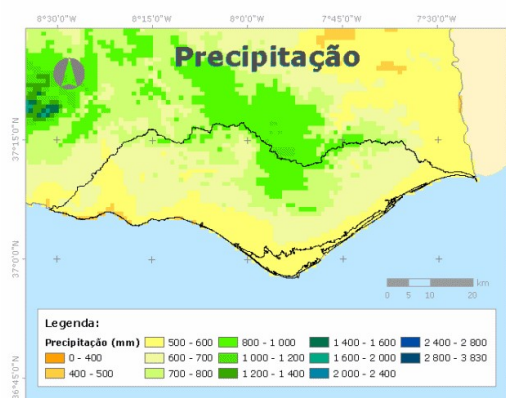 8°30'0"W 8°15'0"W 8°0'0"W 7°45'0"W 7°30'0"W
Precipitação
37°15'0"N
37°0'0"N
36°45'0"N
km
0 5 10 20
Legenda:
Precipitação (mm)
0 - 400
400 - 500
500 - 600
600 - 700
700 - 800
800 - 1 000
1 000 - 1 200
1 200 - 1 400
1 400 - 1 600
1 600 - 2 000
2 000 - 2 400
2 400 - 2 800
2 800 - 3 830